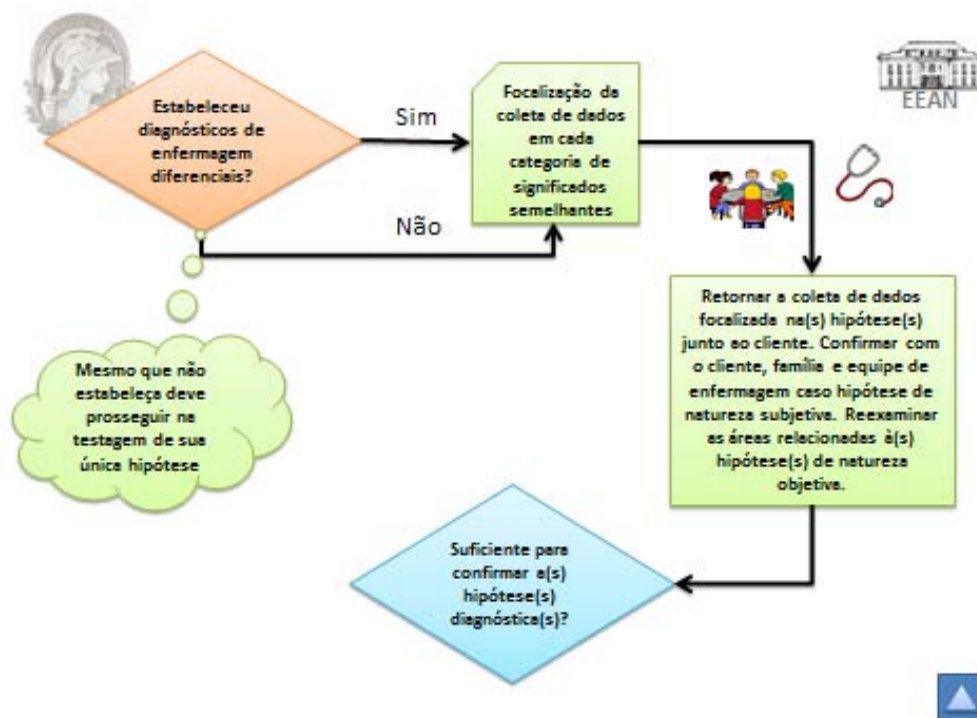 Estabeleceu
diagnósticos de
enfermagem
diferenciais?
Sim
Focalização da
coleta de dados
em cada
categoria de
significados
semelhantes
EEAN
Não
Mesmo que não
estabeleça deve
prosseguir na
testagem de sua
única hipótese
Retornar a coleta de dados
focalizada na(s) hipótese(s)
junto ao cliente. Confirmar com
o cliente, família e equipe de
enfermagem caso hipótese de
natureza subjetiva. Reexaminar
as áreas relacionadas à(s)
hipótese(s) de natureza
objetiva.
Suficiente para
confirmar a(s)
hipótese(s)
diagnóstica(s)?